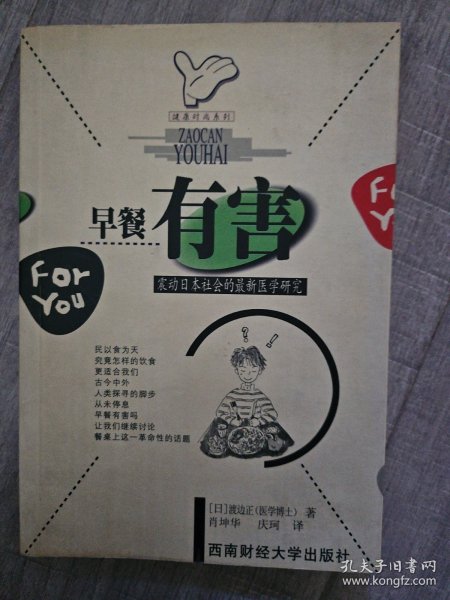 健康时尚系列
ZAOCAN
YOUHAI
早餐有害
震动日本社会的最新医学研究
For
You
For
Yo
民以食为天
究竟怎样的饮食
更适合我们
古今中外
人类探寻的脚步
从未停息
早餐有害吗
让我们继续讨论
餐桌上这一革命性的话题
?!
[日]渡边正(医学博士) 著
肖坤华 庆珂 译
西南财经大学出版社
孔夫子旧书网
www.kongfz.com